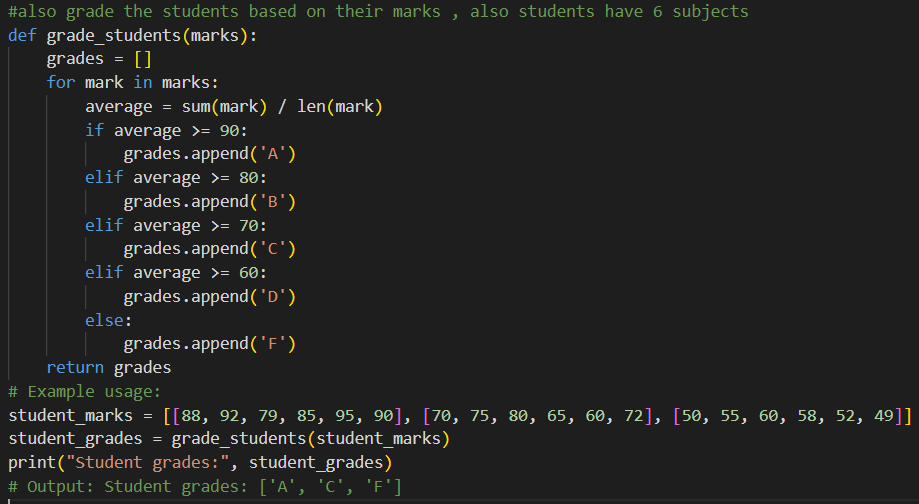 #also grade the students based on their marks , also students have 6 subjects
def grade_students(marks):
    grades = []
    for mark in marks:
        average = sum(mark) / len(mark)
        if average >= 90:
            grades.append('A')
        elif average >= 80:
            grades.append('B')
        elif average >= 70:
            grades.append('C')
        elif average >= 60:
            grades.append('D')
        else:
            grades.append('F')
    return grades
# Example usage:
student_marks = [[88, 92, 79, 85, 95, 90], [70, 75, 80, 65, 60, 72], [50, 55, 60, 58, 52, 49]]
student_grades = grade_students(student_marks)
print("Student grades:", student_grades)
# Output: Student grades: ['A', 'C', 'F']